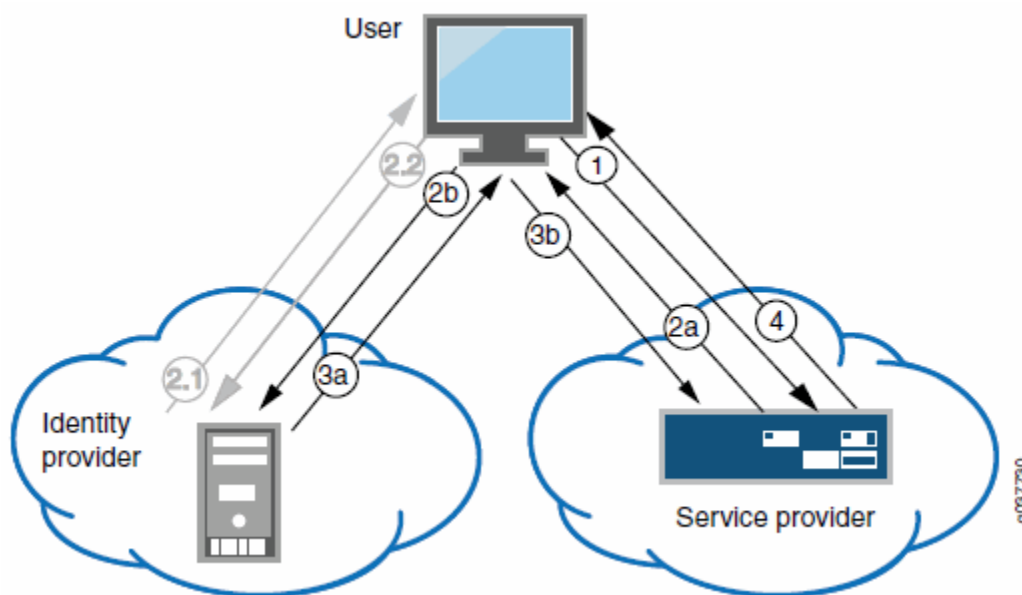 User
2.2
1
2b
3b
2a
4
2.1
3a
Identity
provider
Service provider